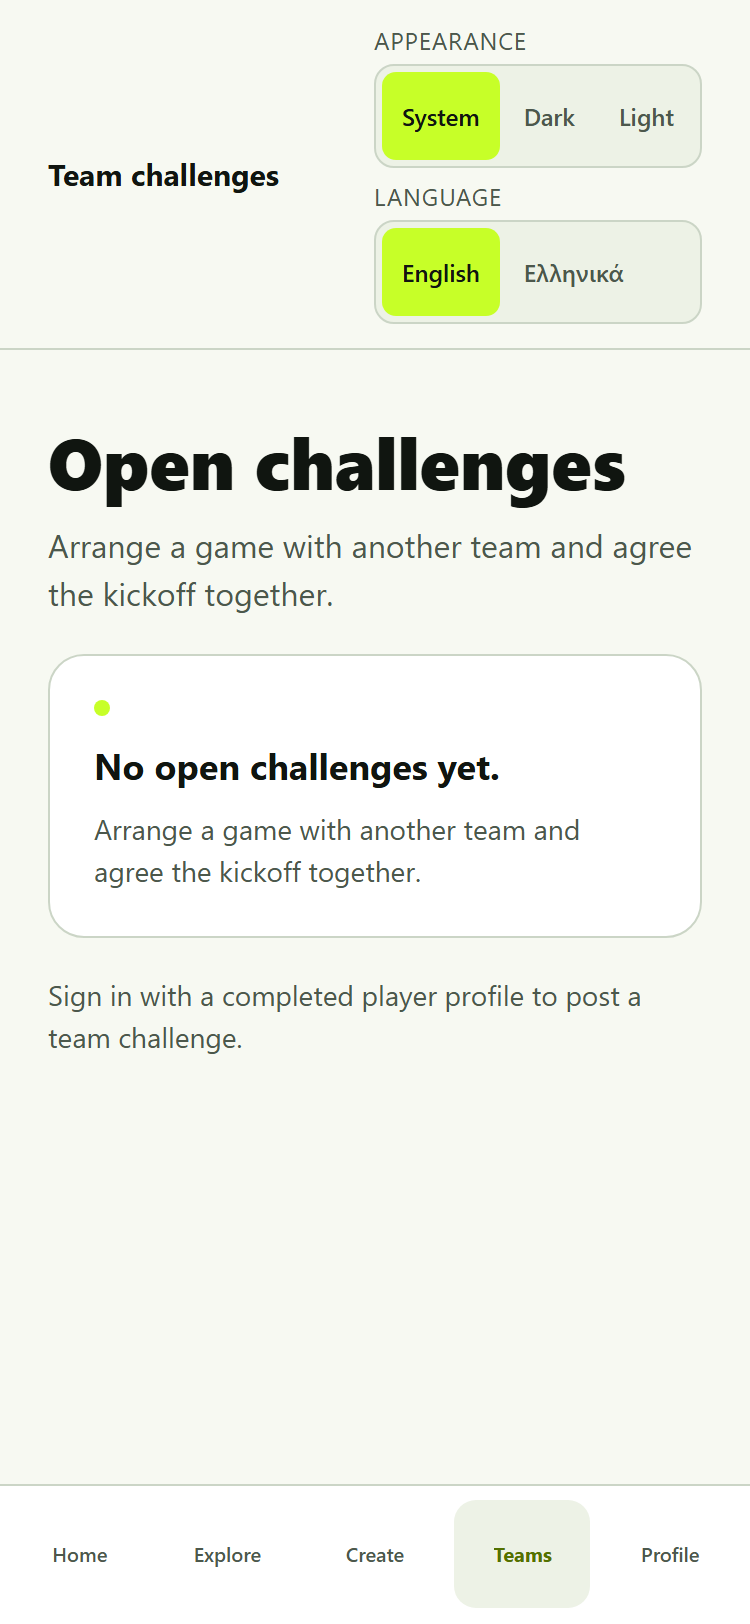 Team challenges
APPEARANCE
System Dark Light
LANGUAGE
English Ελληνικά
Open challenges
Arrange a game with another team and agree
the kickoff together.
No open challenges yet.
Arrange a game with another team and
agree the kickoff together.
Sign in with a completed player profile to post a
team challenge.
Home Explore Create Teams Profile